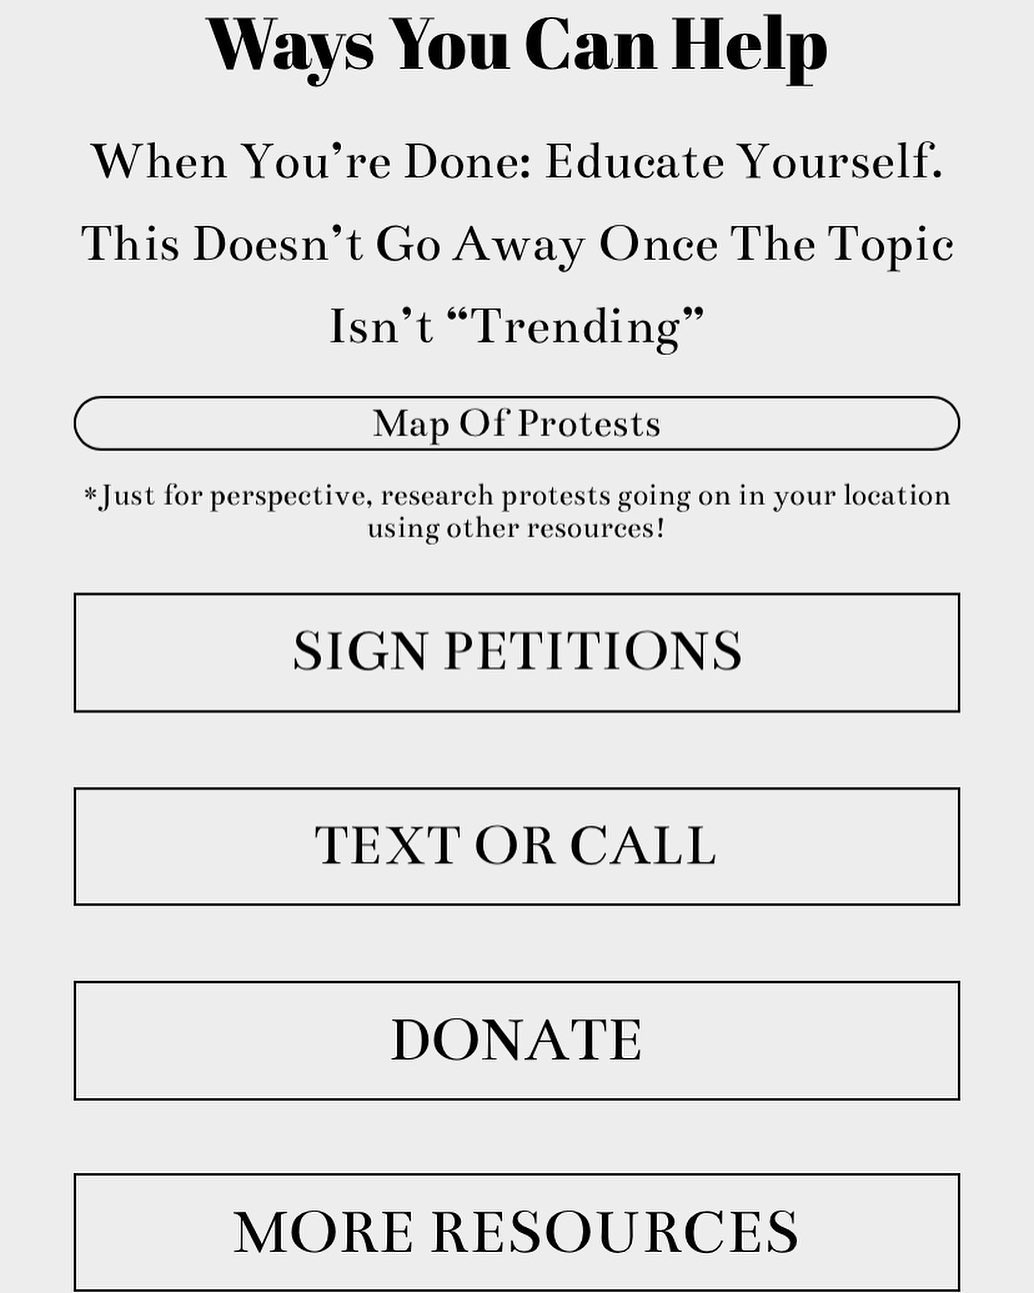 Ways You Can Help
When You’re Done: Educate Yourself.
This Doesn’t Go Away Once The Topic
Isn’t “Trending”
Map Of Protests
*Just for perspective, research protests going on in your location
using other resources!
SIGN PETITIONS
TEXT OR CALL
DONATE
MORE RESOURCES